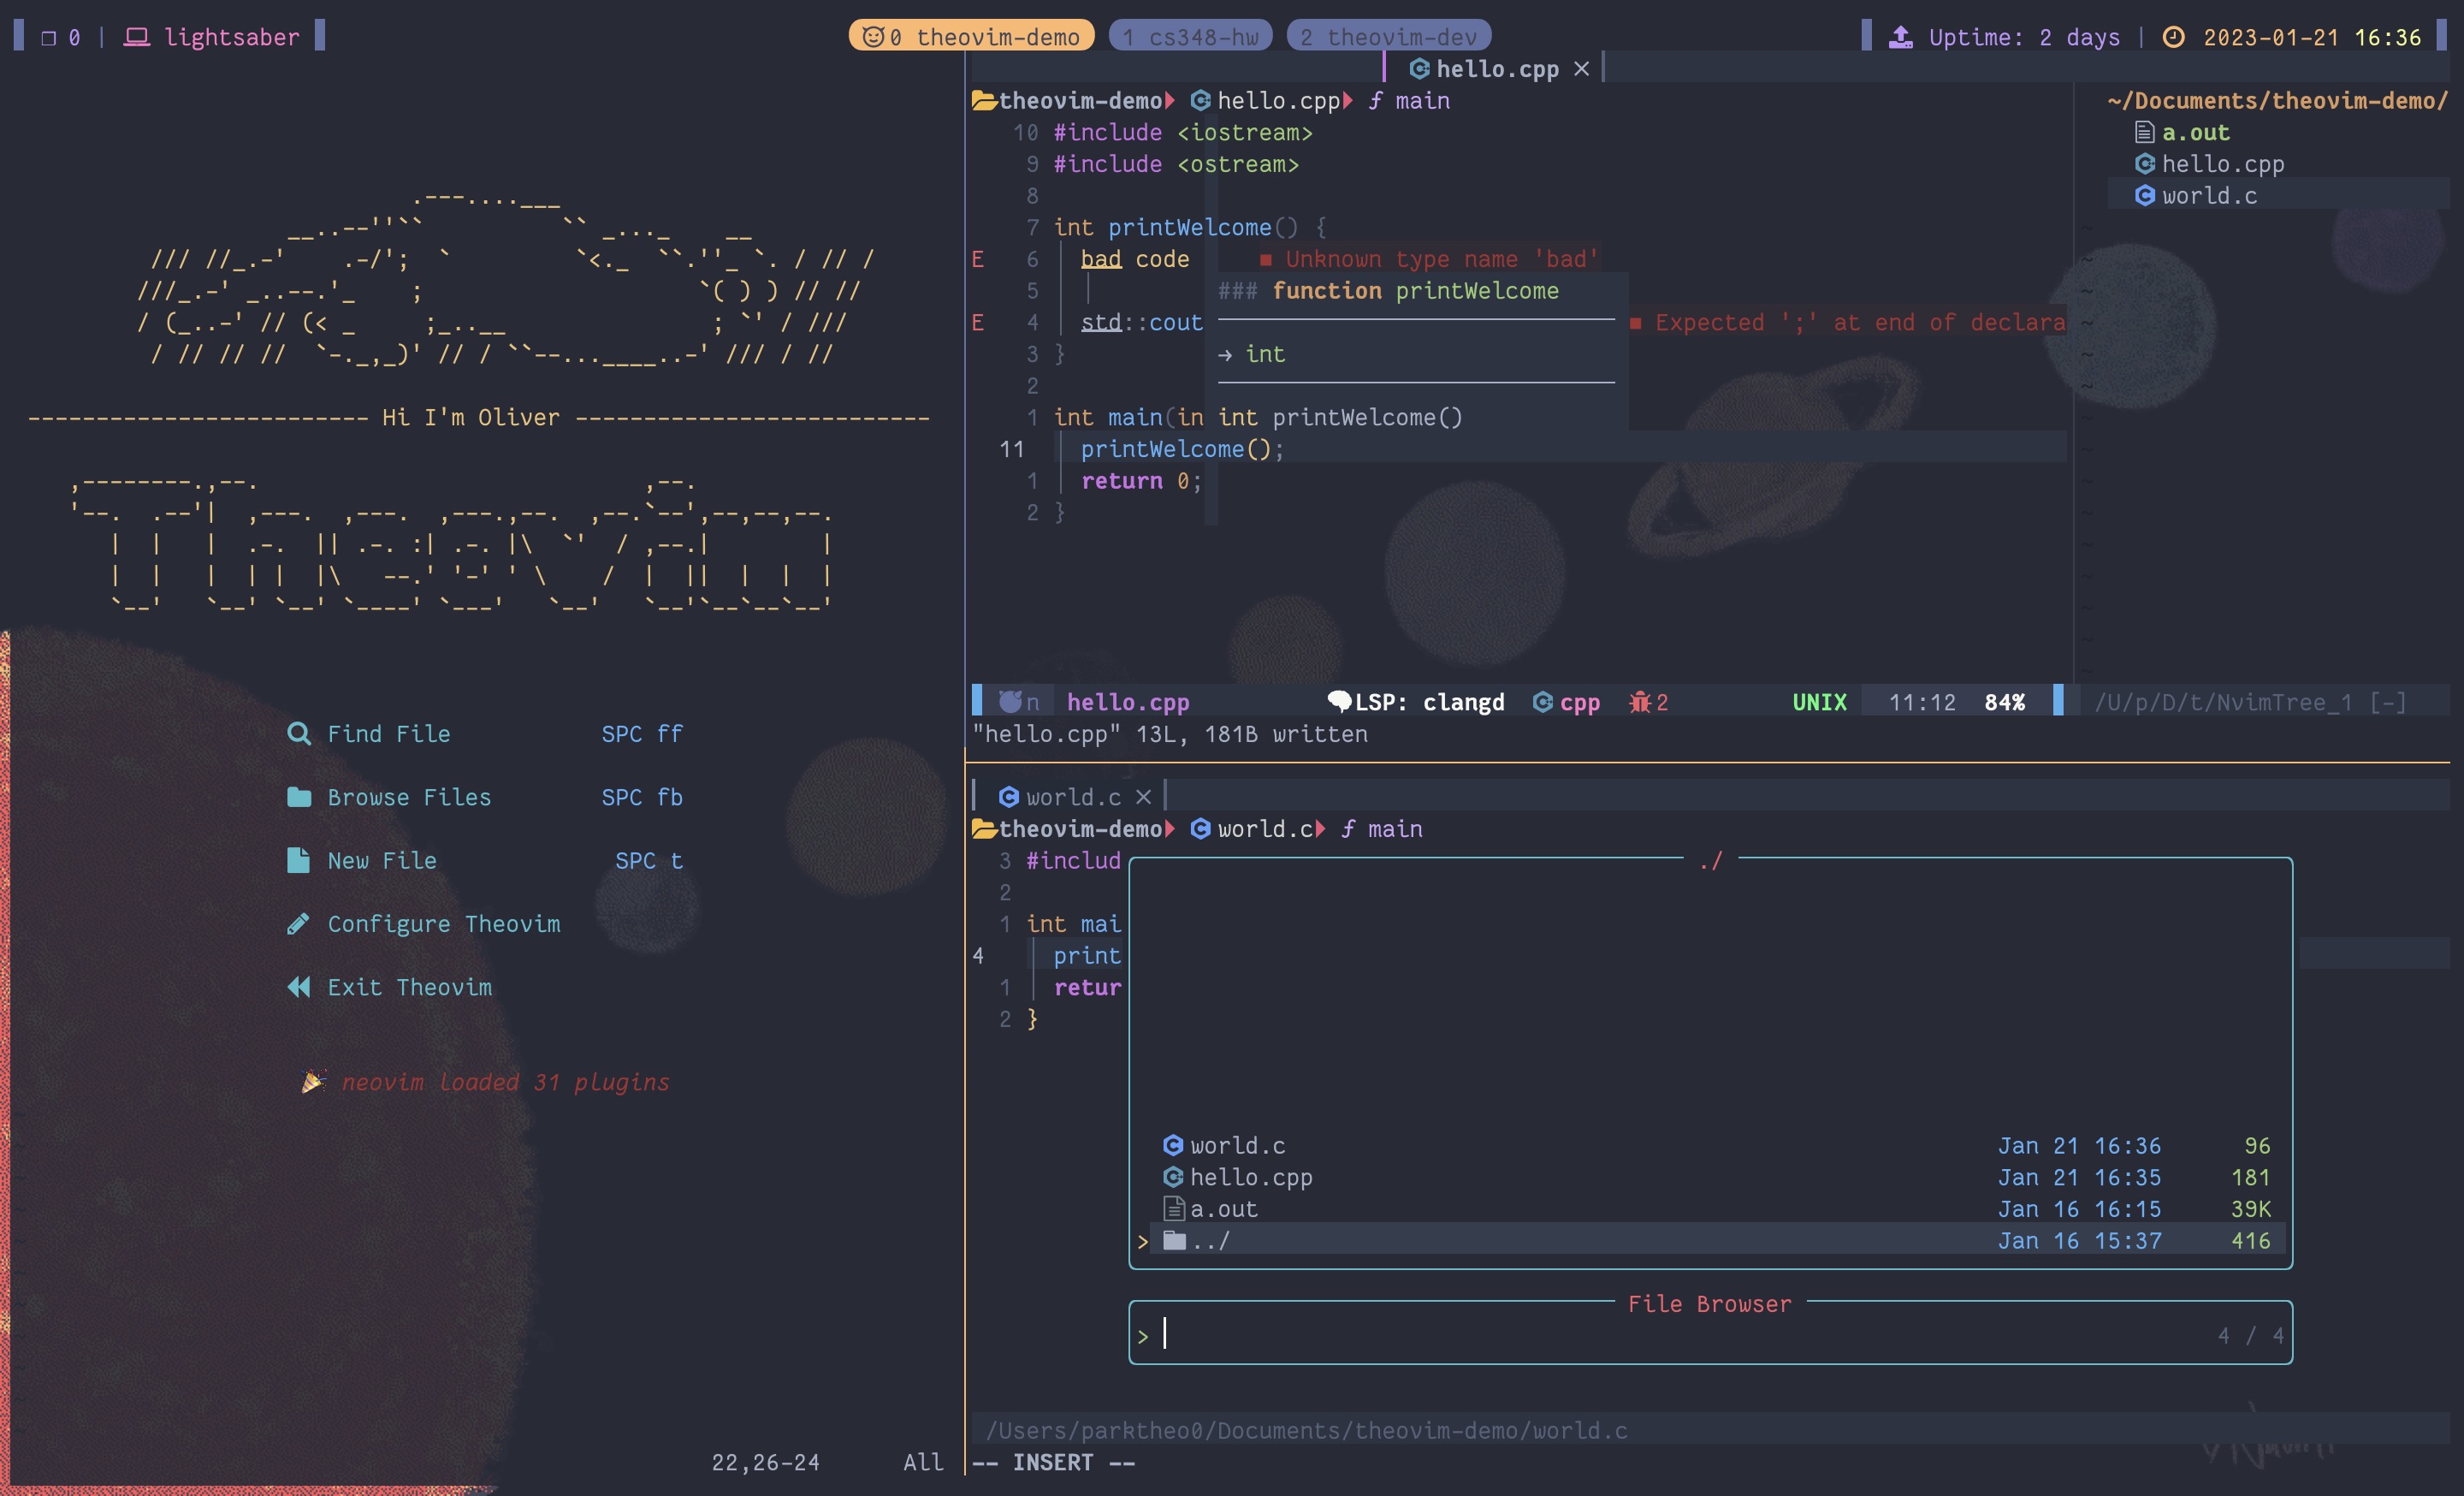 0 | lightsaber
0 theovim-demo
1 cs348-hw
2 theovim-dev
Uptime: 2 days | 2023-01-21 16:36
-------------------------- Hi I'm Oliver --------------------------
Theovim
Find File SPC ff
Browse Files SPC fb
New File SPC t
Configure Theovim
Exit Theovim
neovim loaded 31 plugins
22,26-24 All
hello.cpp ×
theovim-demo hello.cpp ƒ main
10 #include <iostream>
9 #include <ostream>
8
7 int printWelcome() {
E 6 bad code ■ Unknown type name 'bad'
5
E 4 std::cout ■ Expected ';' at end of declara
3 }
2
1 int main(in
11 printWelcome();
1 return 0;
2 }
### function printWelcome
→ int
int printWelcome()
~/Documents/theovim-demo/
a.out
hello.cpp
world.c
n hello.cpp LSP: clangd cpp 2 UNIX 11:12 84% /U/p/D/t/NvimTree_1 [-]
"hello.cpp" 13L, 181B written
world.c ×
theovim-demo world.c ƒ main
3 #includ
2
1 int mai
4 print
1 retur
2 }
./
world.c Jan 21 16:36 96
hello.cpp Jan 21 16:35 181
a.out Jan 16 16:15 39K
> ../ Jan 16 15:37 416
File Browser
> 4 / 4
/Users/parktheo0/Documents/theovim-demo/world.c
-- INSERT --